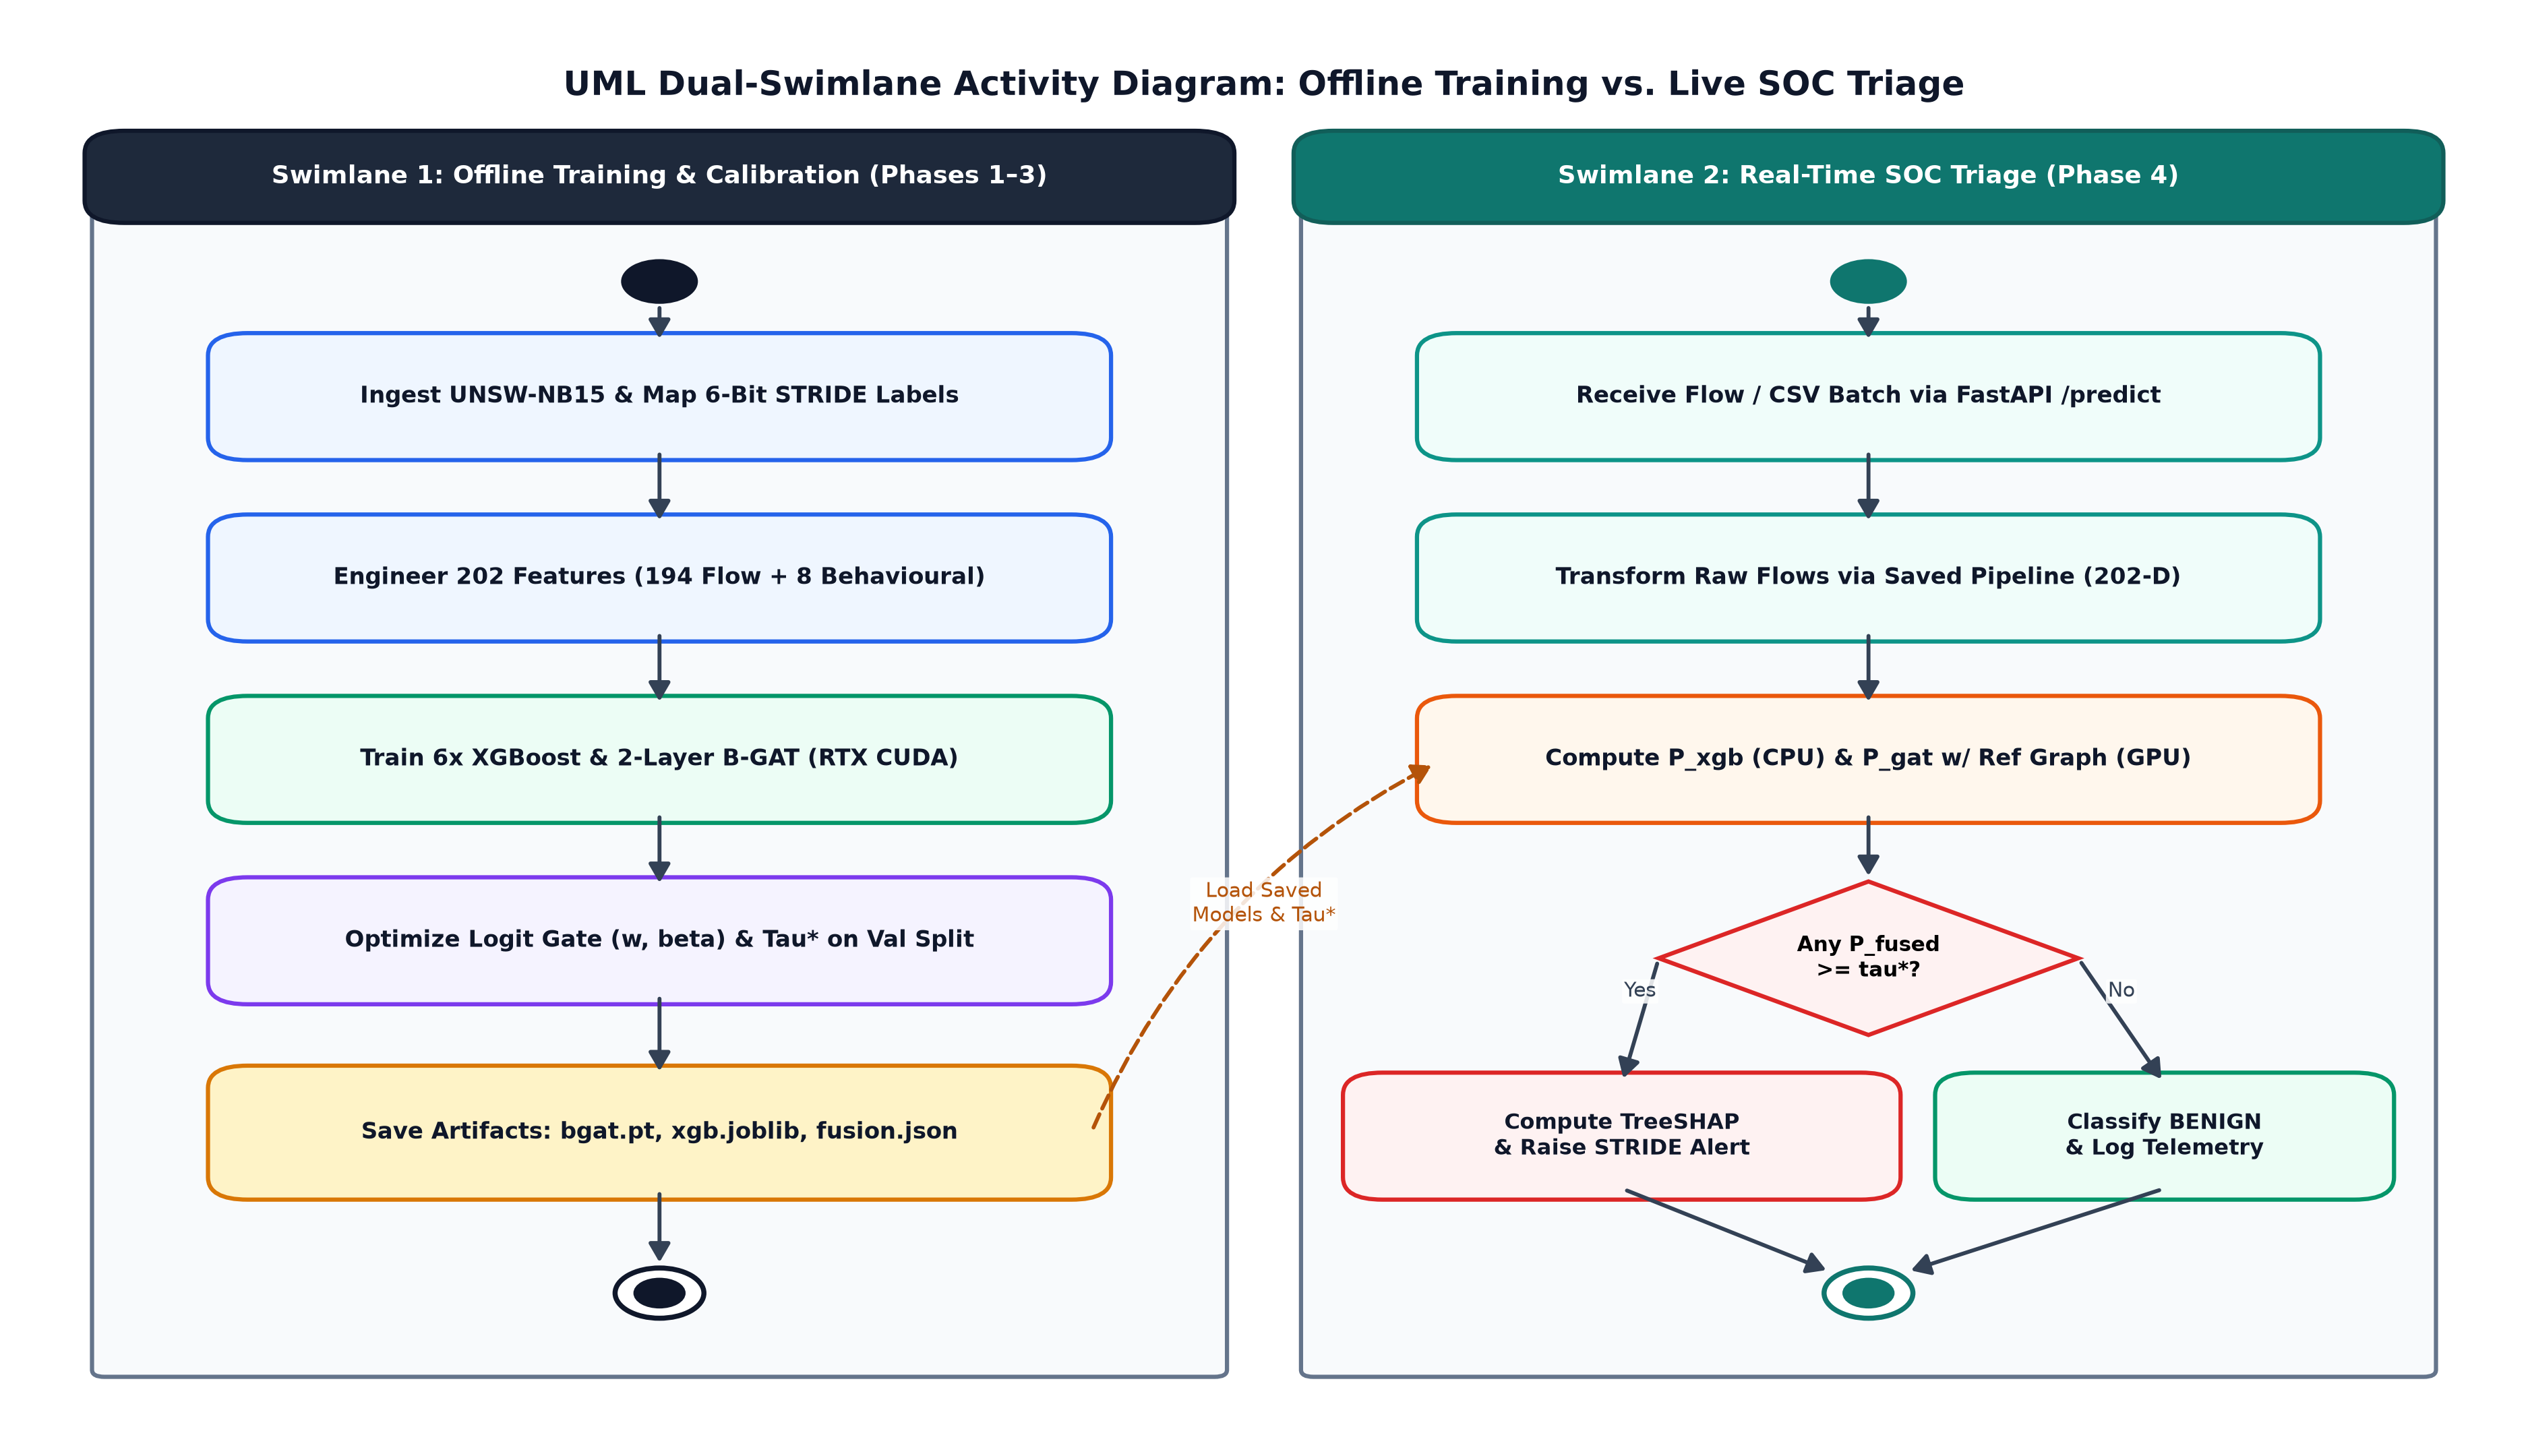 UML Dual-Swimlane Activity Diagram: Offline Training vs. Live SOC Triage
Swimlane 1: Offline Training & Calibration (Phases 1–3)
Ingest UNSW-NB15 & Map 6-Bit STRIDE Labels
Engineer 202 Features (194 Flow + 8 Behavioural)
Train 6x XGBoost & 2-Layer B-GAT (RTX CUDA)
Optimize Logit Gate (w, beta) & Tau* on Val Split
Save Artifacts: bgat.pt, xgb.joblib, fusion.json
Load Saved
Models & Tau*
Swimlane 2: Real-Time SOC Triage (Phase 4)
Receive Flow / CSV Batch via FastAPI /predict
Transform Raw Flows via Saved Pipeline (202-D)
Compute P_xgb (CPU) & P_gat w/ Ref Graph (GPU)
Any P_fused
>= tau*?
Yes
No
Compute TreeSHAP
& Raise STRIDE Alert
Classify BENIGN
& Log Telemetry